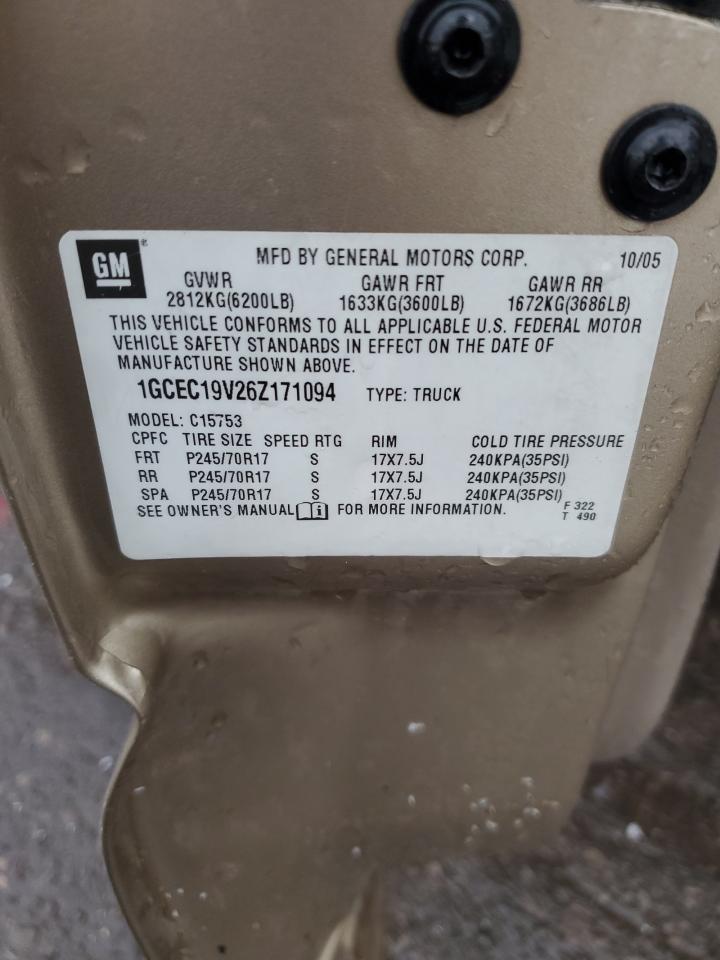 GM ®
MFD BY GENERAL MOTORS CORP. 10/05
GVWR GAWR FRT GAWR RR
2812KG(6200LB) 1633KG(3600LB) 1672KG(3686LB)
THIS VEHICLE CONFORMS TO ALL APPLICABLE U.S. FEDERAL MOTOR
VEHICLE SAFETY STANDARDS IN EFFECT ON THE DATE OF
MANUFACTURE SHOWN ABOVE.
1GCEC19V26Z171094 TYPE: TRUCK
MODEL: C15753
CPFC TIRE SIZE SPEED RTG RIM COLD TIRE PRESSURE
FRT P245/70R17 S 17X7.5J 240KPA(35PSI)
RR P245/70R17 S 17X7.5J 240KPA(35PSI)
SPA P245/70R17 S 17X7.5J 240KPA(35PSI)
SEE OWNER'S MANUAL i FOR MORE INFORMATION. F 322
T 490